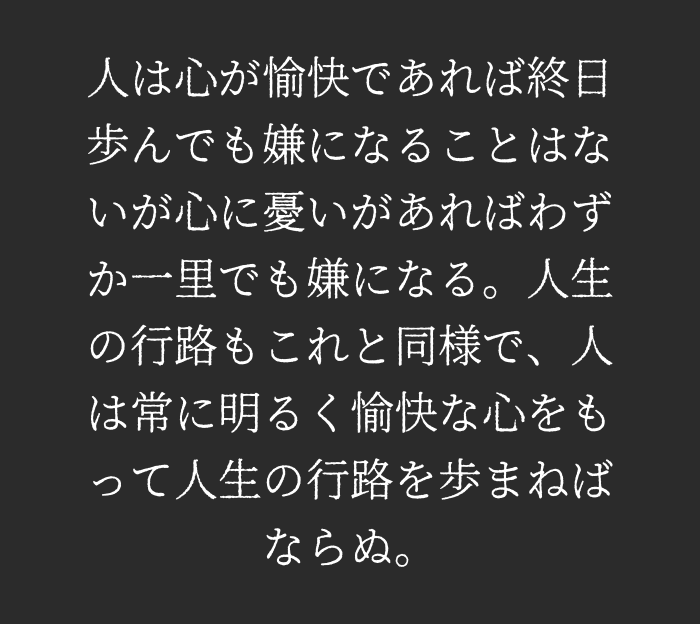 人は心が愉快であれば終日
歩んでも嫌になることはな
いが心に憂いがあればわず
か一里でも嫌になる。人生
の行路もこれと同様で、人
は常に明るく愉快な心をも
って人生の行路を歩まねば
ならぬ。